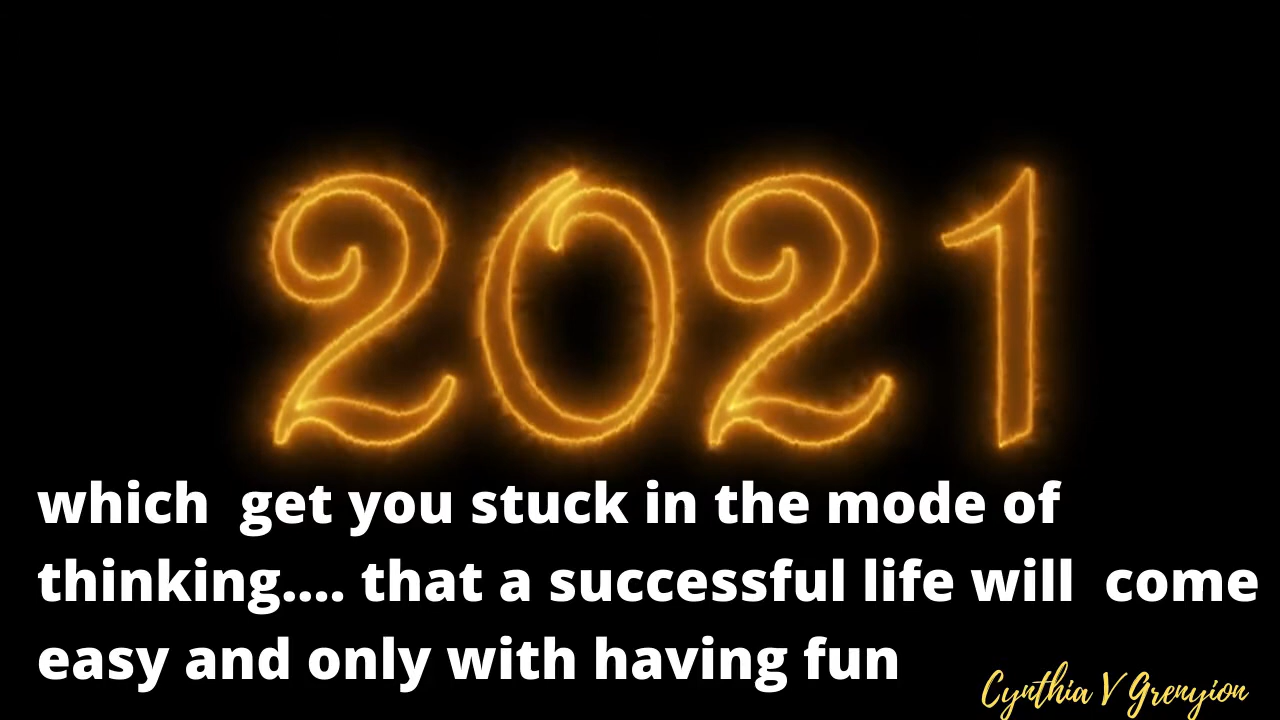 2021
which get you stuck in the mode of
thinking.... that a successful life will come
easy and only with having fun
Cynthia V Grenyion